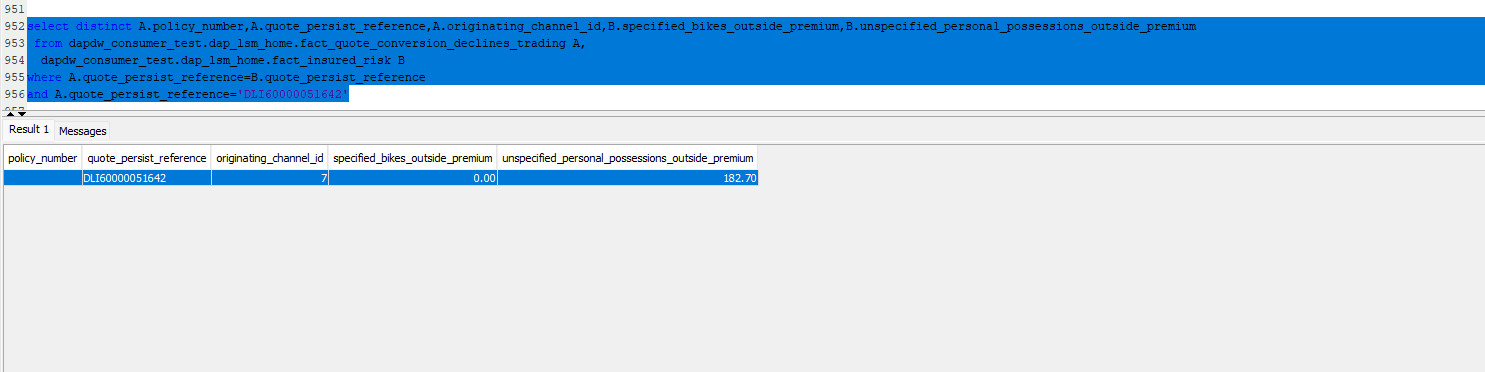 951
952 select distinct A.policy_number,A.quote_persist_reference,A.originating_channel_id,B.specified_bikes_outside_premium,B.unspecified_personal_possessions_outside_premium
953 from dapdw_consumer_test.dap_lsm_home.fact_quote_conversion_declines_trading A,
954 dapdw_consumer_test.dap_lsm_home.fact_insured_risk B
955 where A.quote_persist_reference=B.quote_persist_reference
956 and A.quote_persist_reference='DLI60000051642'
Result 1 Messages
policy_number quote_persist_reference originating_channel_id specified_bikes_outside_premium unspecified_personal_possessions_outside_premium
DLI60000051642 7 0.00 182.70